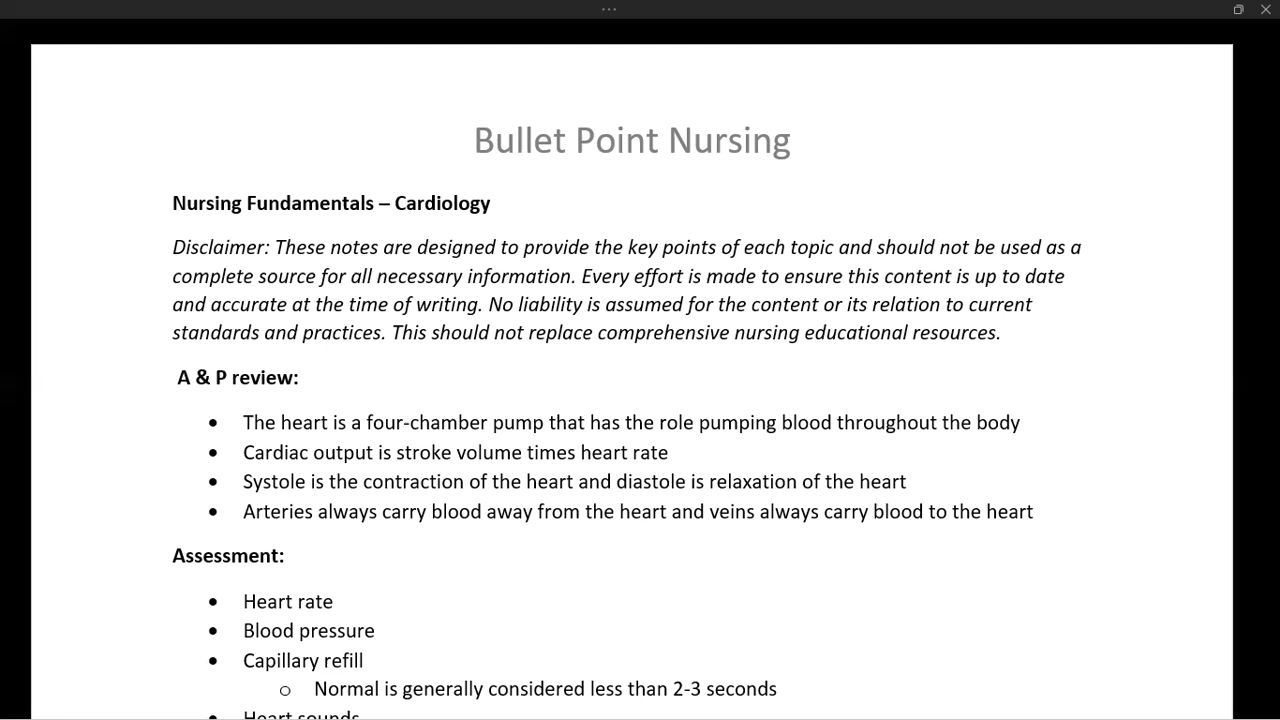 Bullet Point Nursing
Nursing Fundamentals – Cardiology
Disclaimer: These notes are designed to provide the key points of each topic and should not be used as a
complete source for all necessary information. Every effort is made to ensure this content is up to date
and accurate at the time of writing. No liability is assumed for the content or its relation to current
standards and practices. This should not replace comprehensive nursing educational resources.
A & P review:
• The heart is a four-chamber pump that has the role pumping blood throughout the body
• Cardiac output is stroke volume times heart rate
• Systole is the contraction of the heart and diastole is relaxation of the heart
• Arteries always carry blood away from the heart and veins always carry blood to the heart
Assessment:
• Heart rate
• Blood pressure
• Capillary refill
o Normal is generally considered less than 2-3 seconds
• Heart sounds